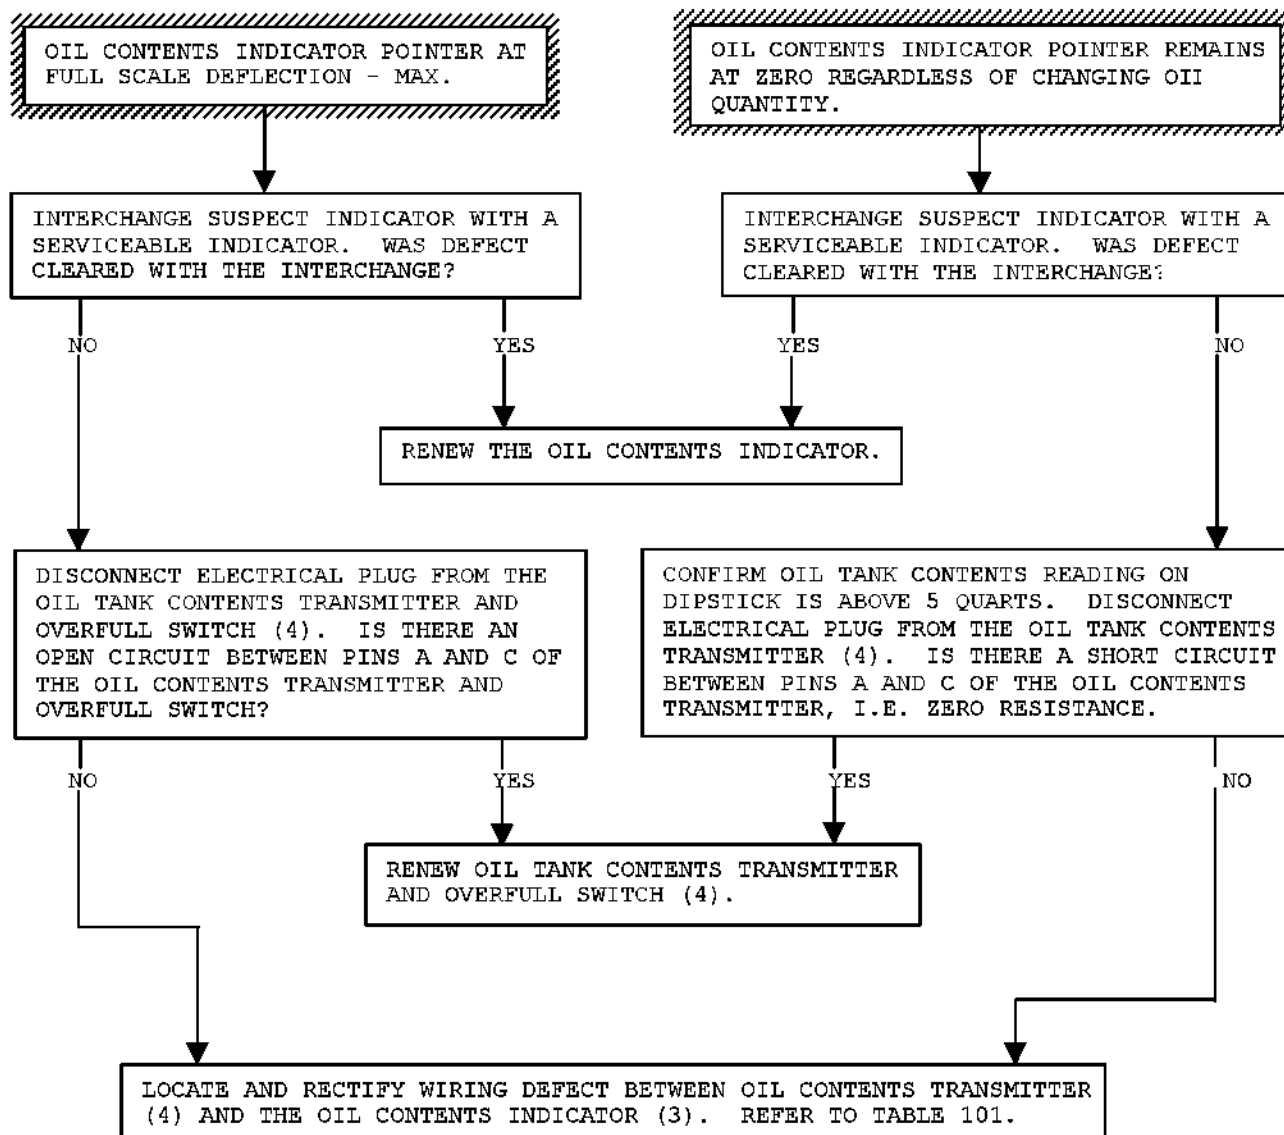 OIL CONTENTS INDICATOR POINTER AT
FULL SCALE DEFLECTION - MAX.
OIL CONTENTS INDICATOR POINTER REMAINS
AT ZERO REGARDLESS OF CHANGING OII
QUANTITY.
INTERCHANGE SUSPECT INDICATOR WITH A
SERVICEABLE INDICATOR. WAS DEFECT
CLEARED WITH THE INTERCHANGE?
INTERCHANGE SUSPECT INDICATOR WITH A
SERVICEABLE INDICATOR. WAS DEFECT
CLEARED WITH THE INTERCHANGE?
NO
YES
YES
NO
RENEW THE OIL CONTENTS INDICATOR.
DISCONNECT ELECTRICAL PLUG FROM THE
OIL TANK CONTENTS TRANSMITTER AND
OVERFULL SWITCH (4). IS THERE AN
OPEN CIRCUIT BETWEEN PINS A AND C OF
THE OIL CONTENTS TRANSMITTER AND
OVERFULL SWITCH?
CONFIRM OIL TANK CONTENTS READING ON
DIPSTICK IS ABOVE 5 QUARTS. DISCONNECT
ELECTRICAL PLUG FROM THE OIL TANK CONTENTS
TRANSMITTER (4). IS THERE A SHORT CIRCUIT
BETWEEN PINS A AND C OF THE OIL CONTENTS
TRANSMITTER, I.E. ZERO RESISTANCE.
NO
YES
YES
NO
RENEW OIL TANK CONTENTS TRANSMITTER
AND OVERFULL SWITCH (4).
LOCATE AND RECTIFY WIRING DEFECT BETWEEN OIL CONTENTS TRANSMITTER
(4) AND THE OIL CONTENTS INDICATOR (3). REFER TO TABLE 101.